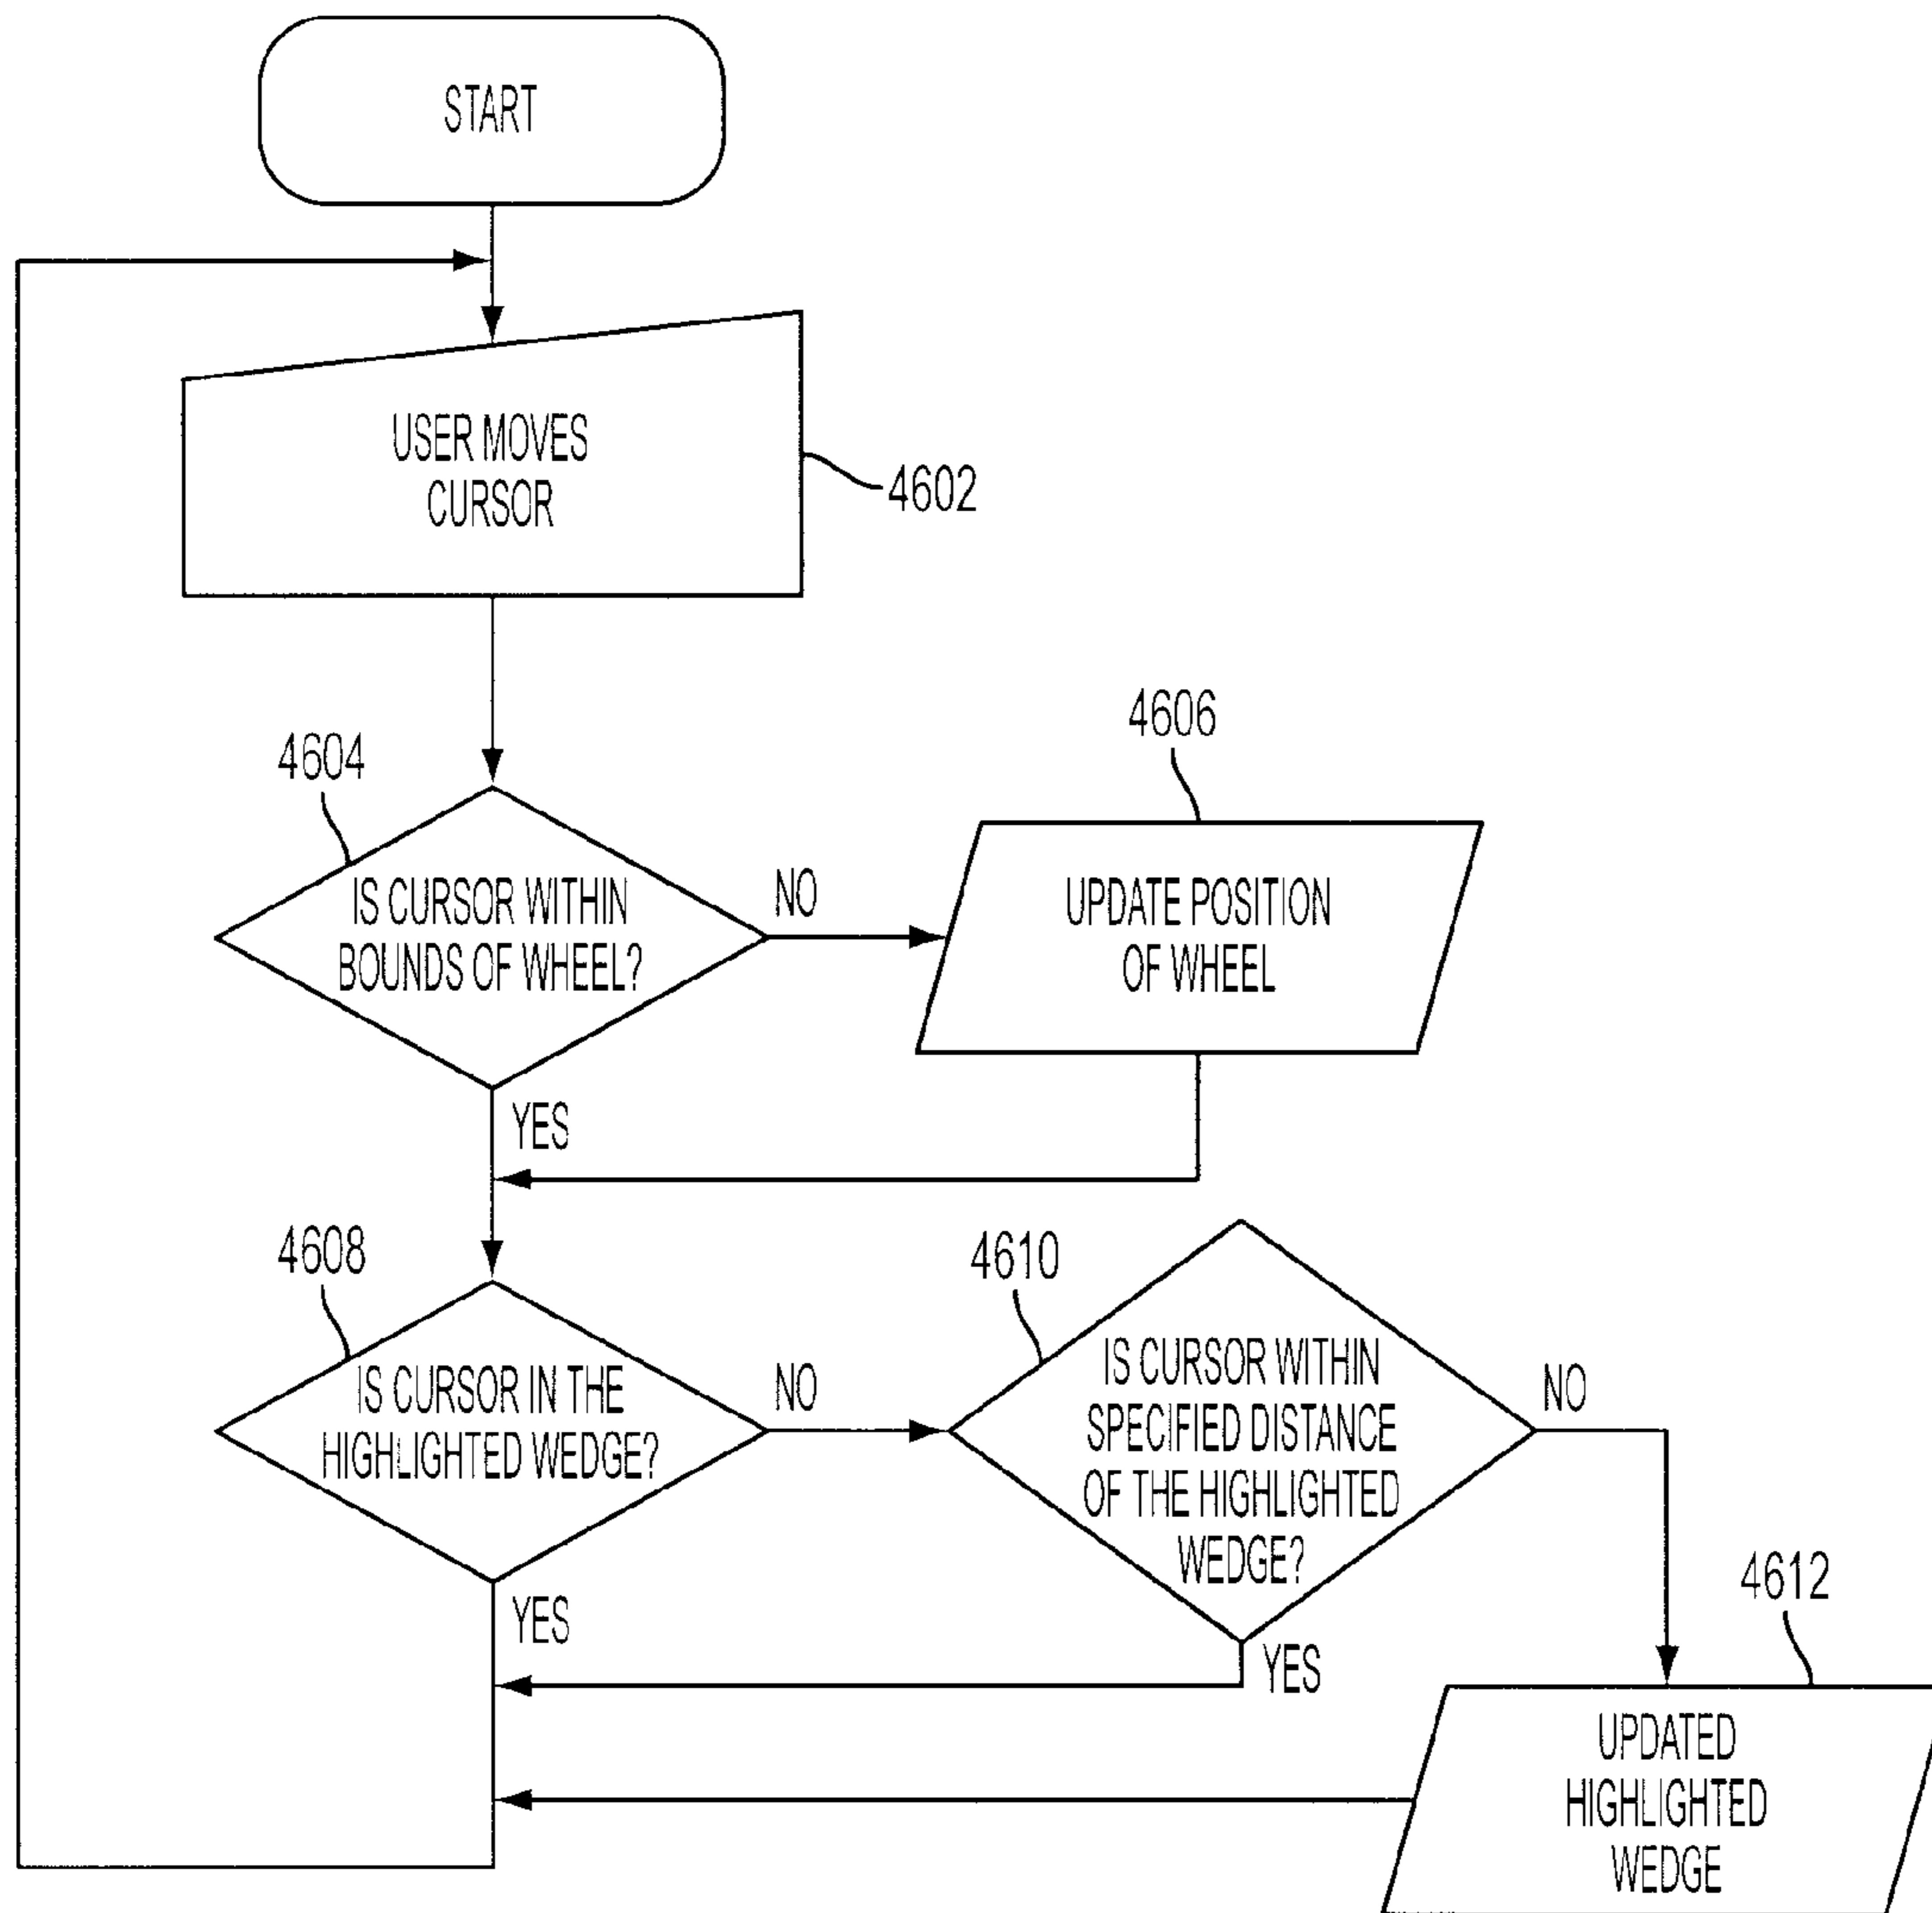 START
USER MOVES
CURSOR
4602
4604
IS CURSOR WITHIN
BOUNDS OF WHEEL?
NO
4606
UPDATE POSITION
OF WHEEL
YES
4608
IS CURSOR IN THE
HIGHLIGHTED WEDGE?
NO
4610
IS CURSOR WITHIN
SPECIFIED DISTANCE
OF THE HIGHLIGHTED
WEDGE?
NO
YES
YES
4612
UPDATED
HIGHLIGHTED
WEDGE